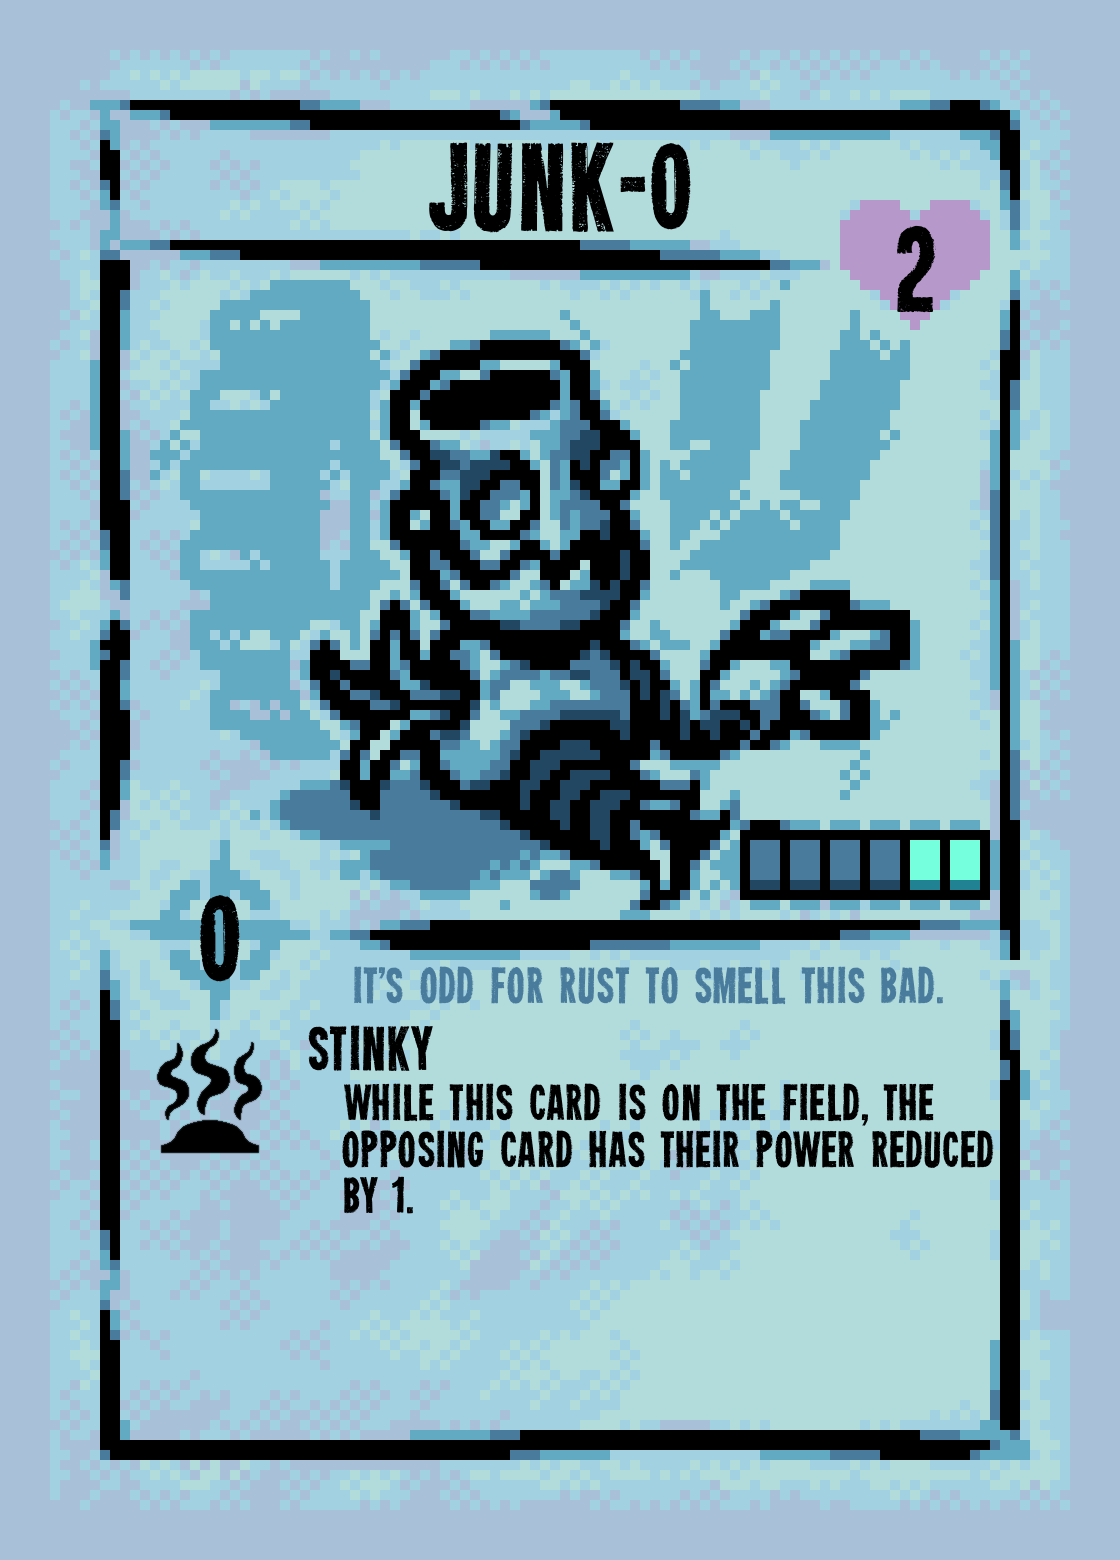 JUNK-0
2
0
IT'S ODD FOR RUST TO SMELL THIS BAD.
STINKY
WHILE THIS CARD IS ON THE FIELD, THE
OPPOSING CARD HAS THEIR POWER REDUCED
BY 1.